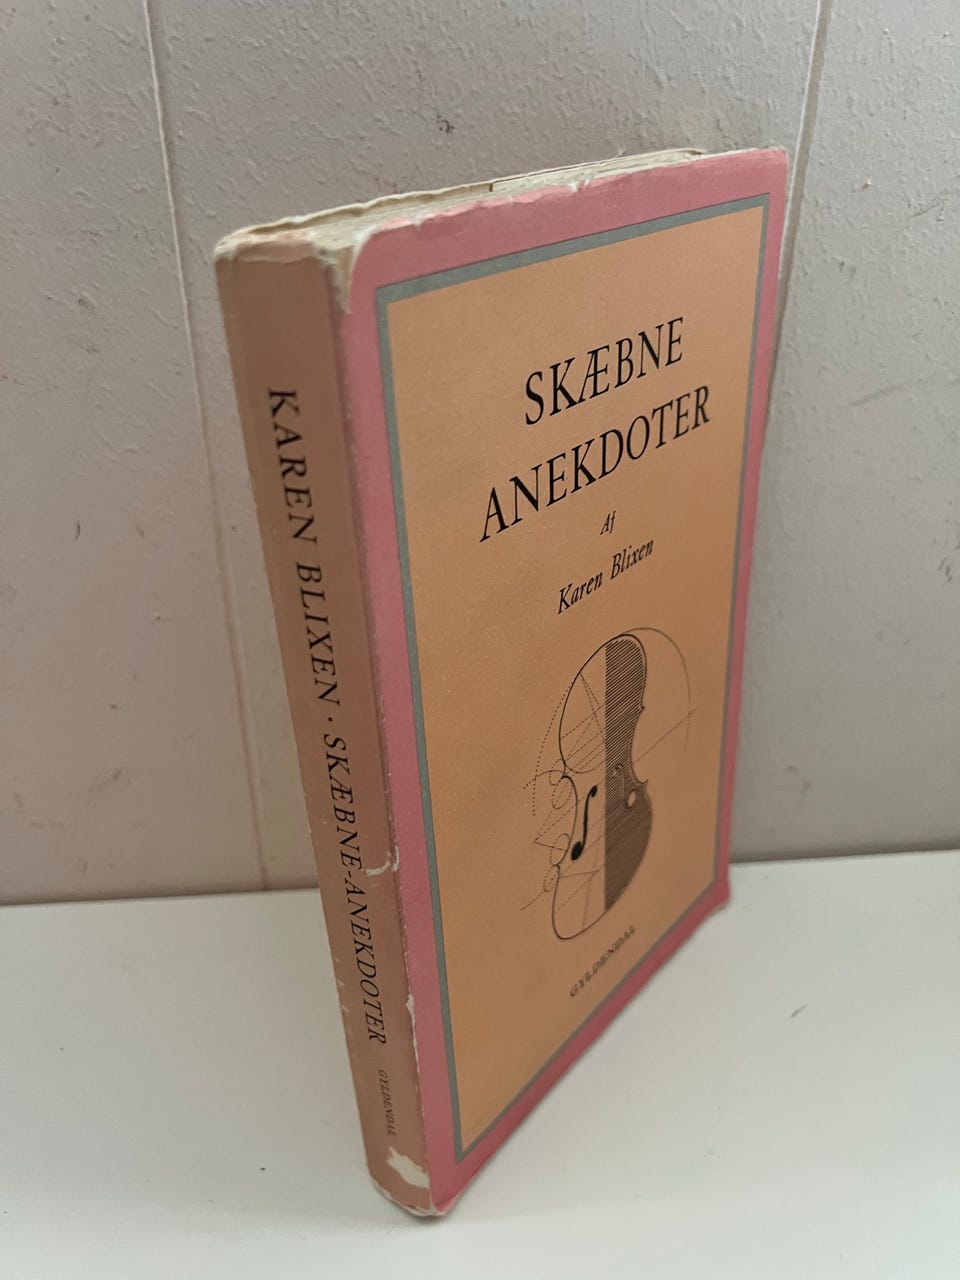 SKÆBNE
ANEKDOTER
Af
Karen Blixen
GYLDENDAL
KAREN BLIXEN · SKÆBNE-ANEKDOTER GYLDENDAL